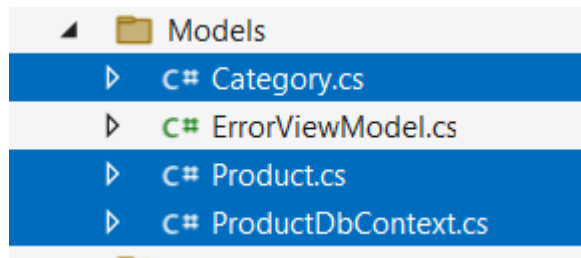 Models
C# Category.cs
C# ErrorViewModel.cs
C# Product.cs
C# ProductDbContext.cs